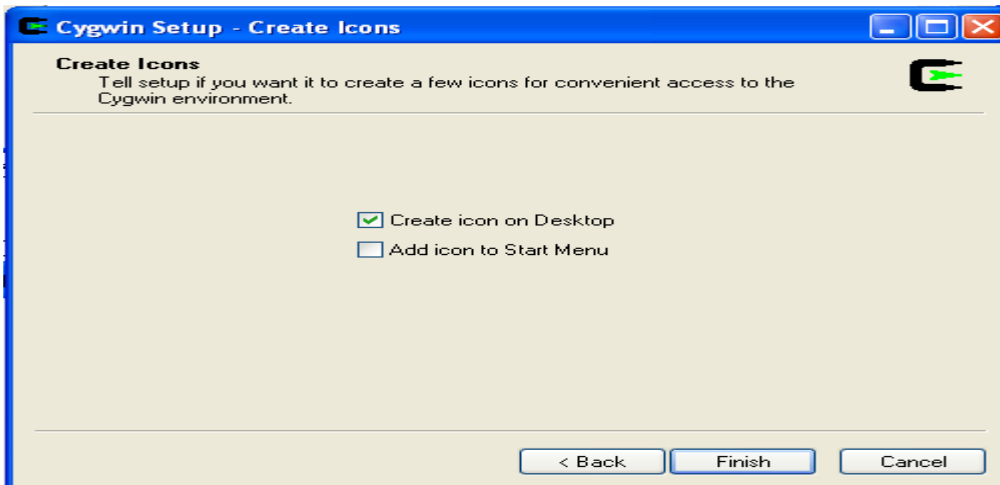 Cygwin Setup - Create Icons
Create Icons
Tell setup if you want it to create a few icons for convenient access to the
Cygwin environment.
Create icon on Desktop
Add icon to Start Menu
< Back
Finish
Cancel